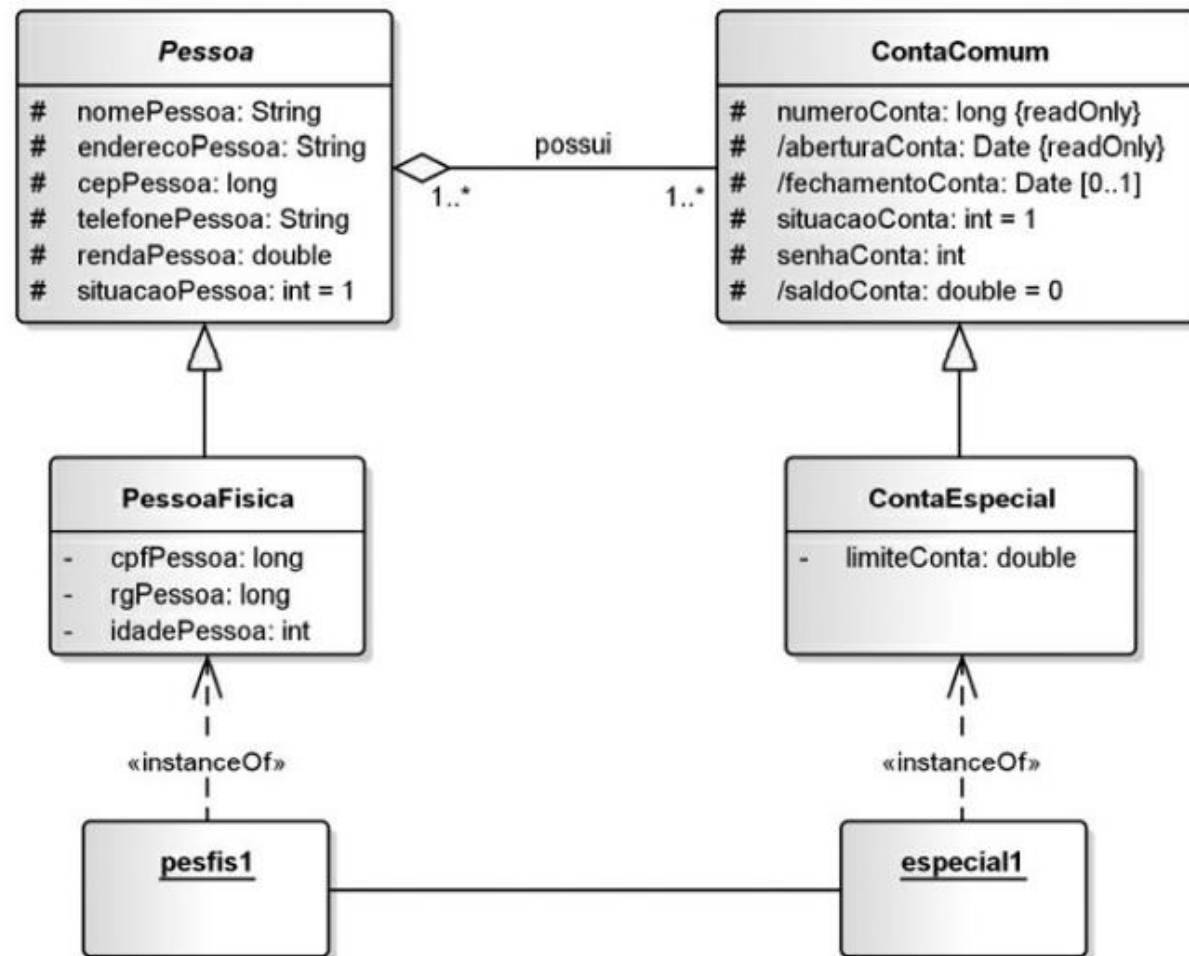 Pessoa
# nomePessoa: String
# enderecoPessoa: String
# cepPessoa: long
# telefonePessoa: String
# rendaPessoa: double
# situacaoPessoa: int = 1
possui
1..*
1..*
ContaComum
# numeroConta: long {readOnly}
# /aberturaConta: Date {readOnly}
# /fechamentoConta: Date [0..1]
# situacaoConta: int = 1
# senhaConta: int
# /saldoConta: double = 0
PessoaFisica
- cpfPessoa: long
- rgPessoa: long
- idadePessoa: int
ContaEspecial
- limiteConta: double
«instanceOf»
«instanceOf»
pesfis1
especial1